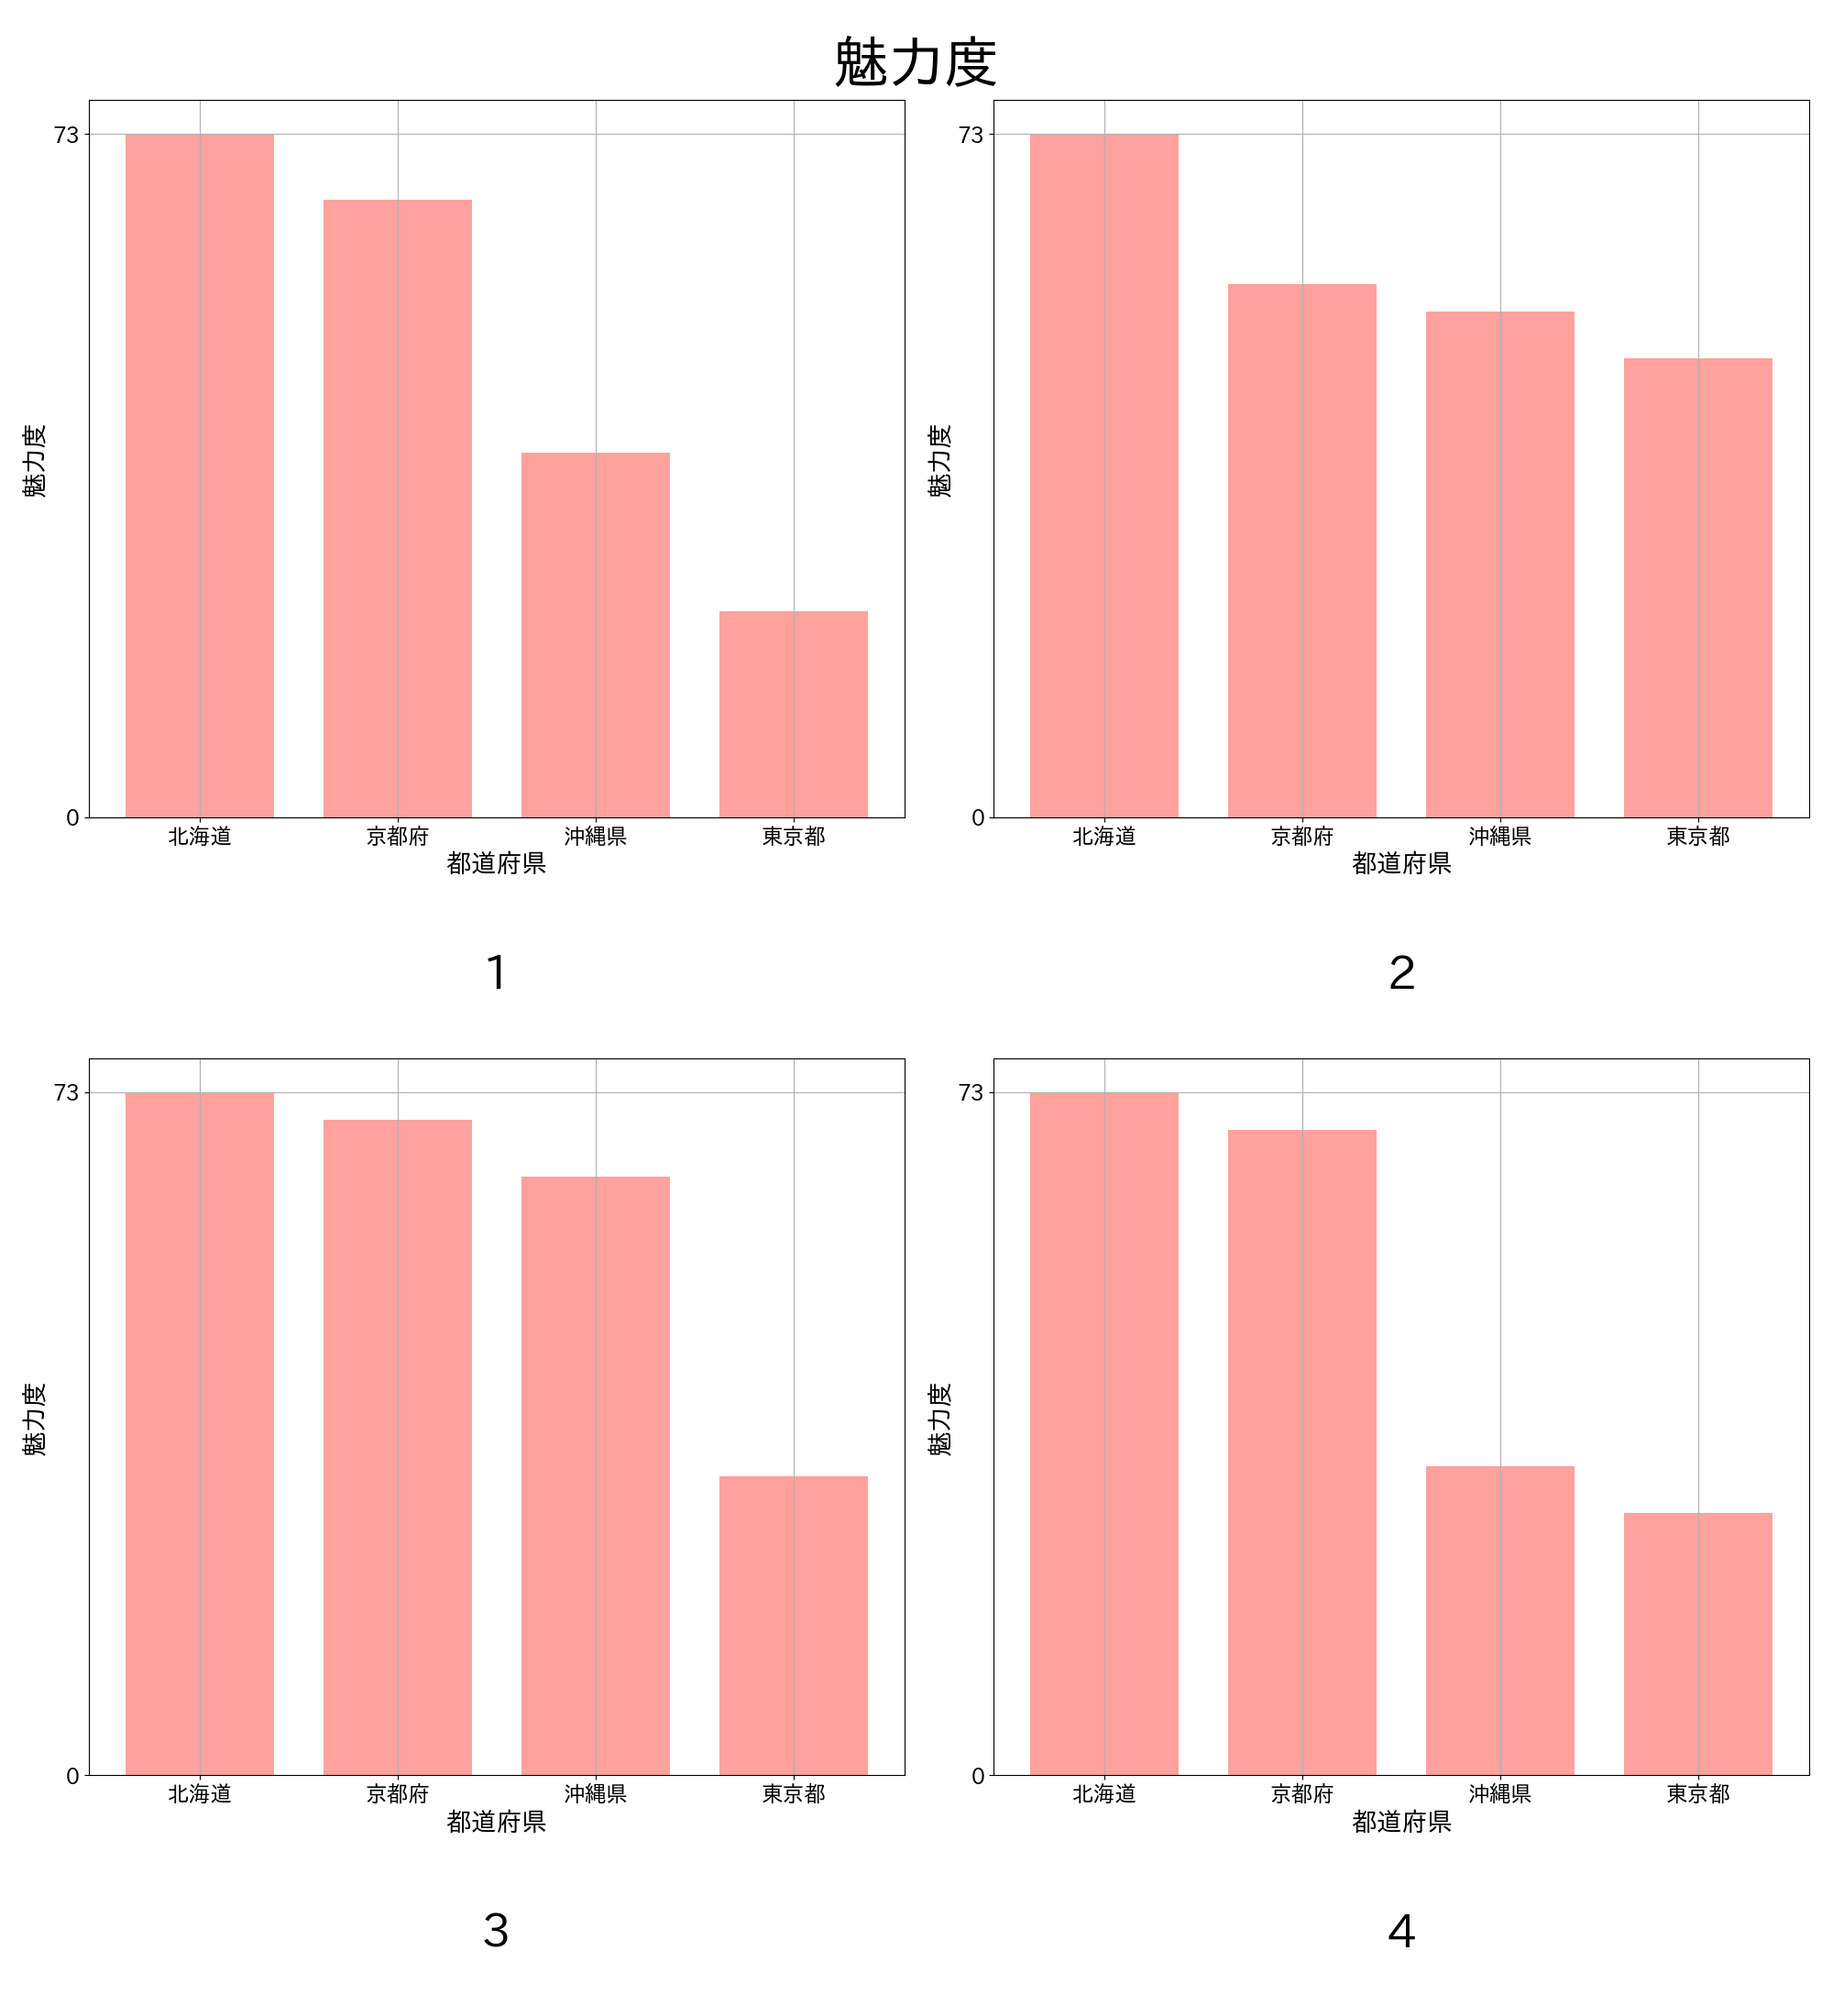 魅力度
73
0
魅力度
北海道 京都府 沖縄県 東京都
都道府県
1
73
0
魅力度
北海道 京都府 沖縄県 東京都
都道府県
2
73
0
魅力度
北海道 京都府 沖縄県 東京都
都道府県
3
73
0
魅力度
北海道 京都府 沖縄県 東京都
都道府県
4